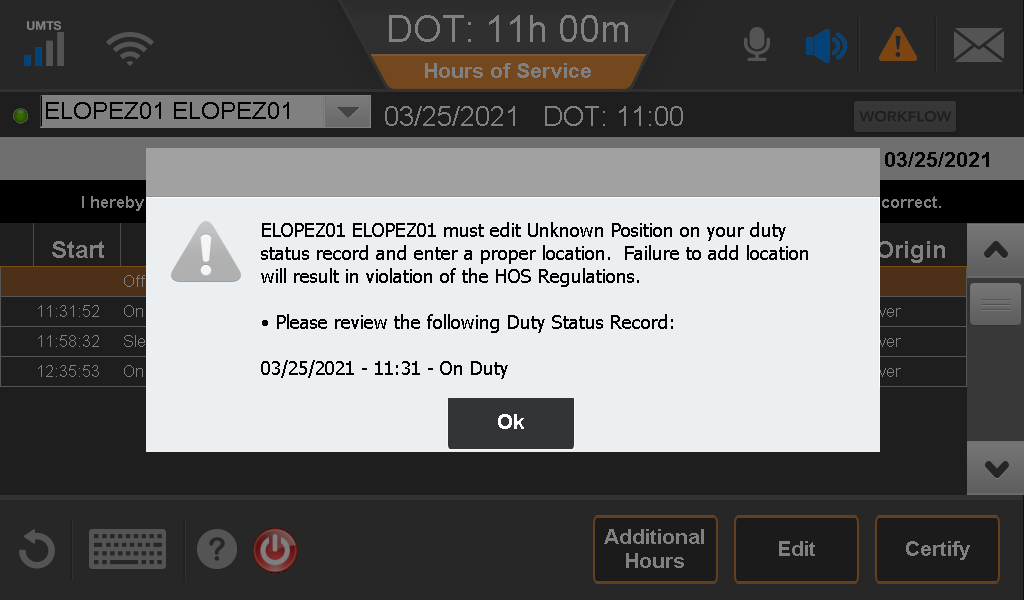 UMTS
DOT: 11h 00m
Hours of Service
ELOPEZ01 ELOPEZ01
03/25/2021 DOT: 11:00
WORKFLOW
03/25/2021
I hereby
correct.
Start
Origin
Off
11:31:52 On
ver
11:58:32 Sle
ver
12:35:53 On
ver
ELOPEZ01 ELOPEZ01 must edit Unknown Position on your duty
status record and enter a proper location. Failure to add location
will result in violation of the HOS Regulations.
• Please review the following Duty Status Record:
03/25/2021 - 11:31 - On Duty
Ok
?
Additional
Hours
Edit
Certify